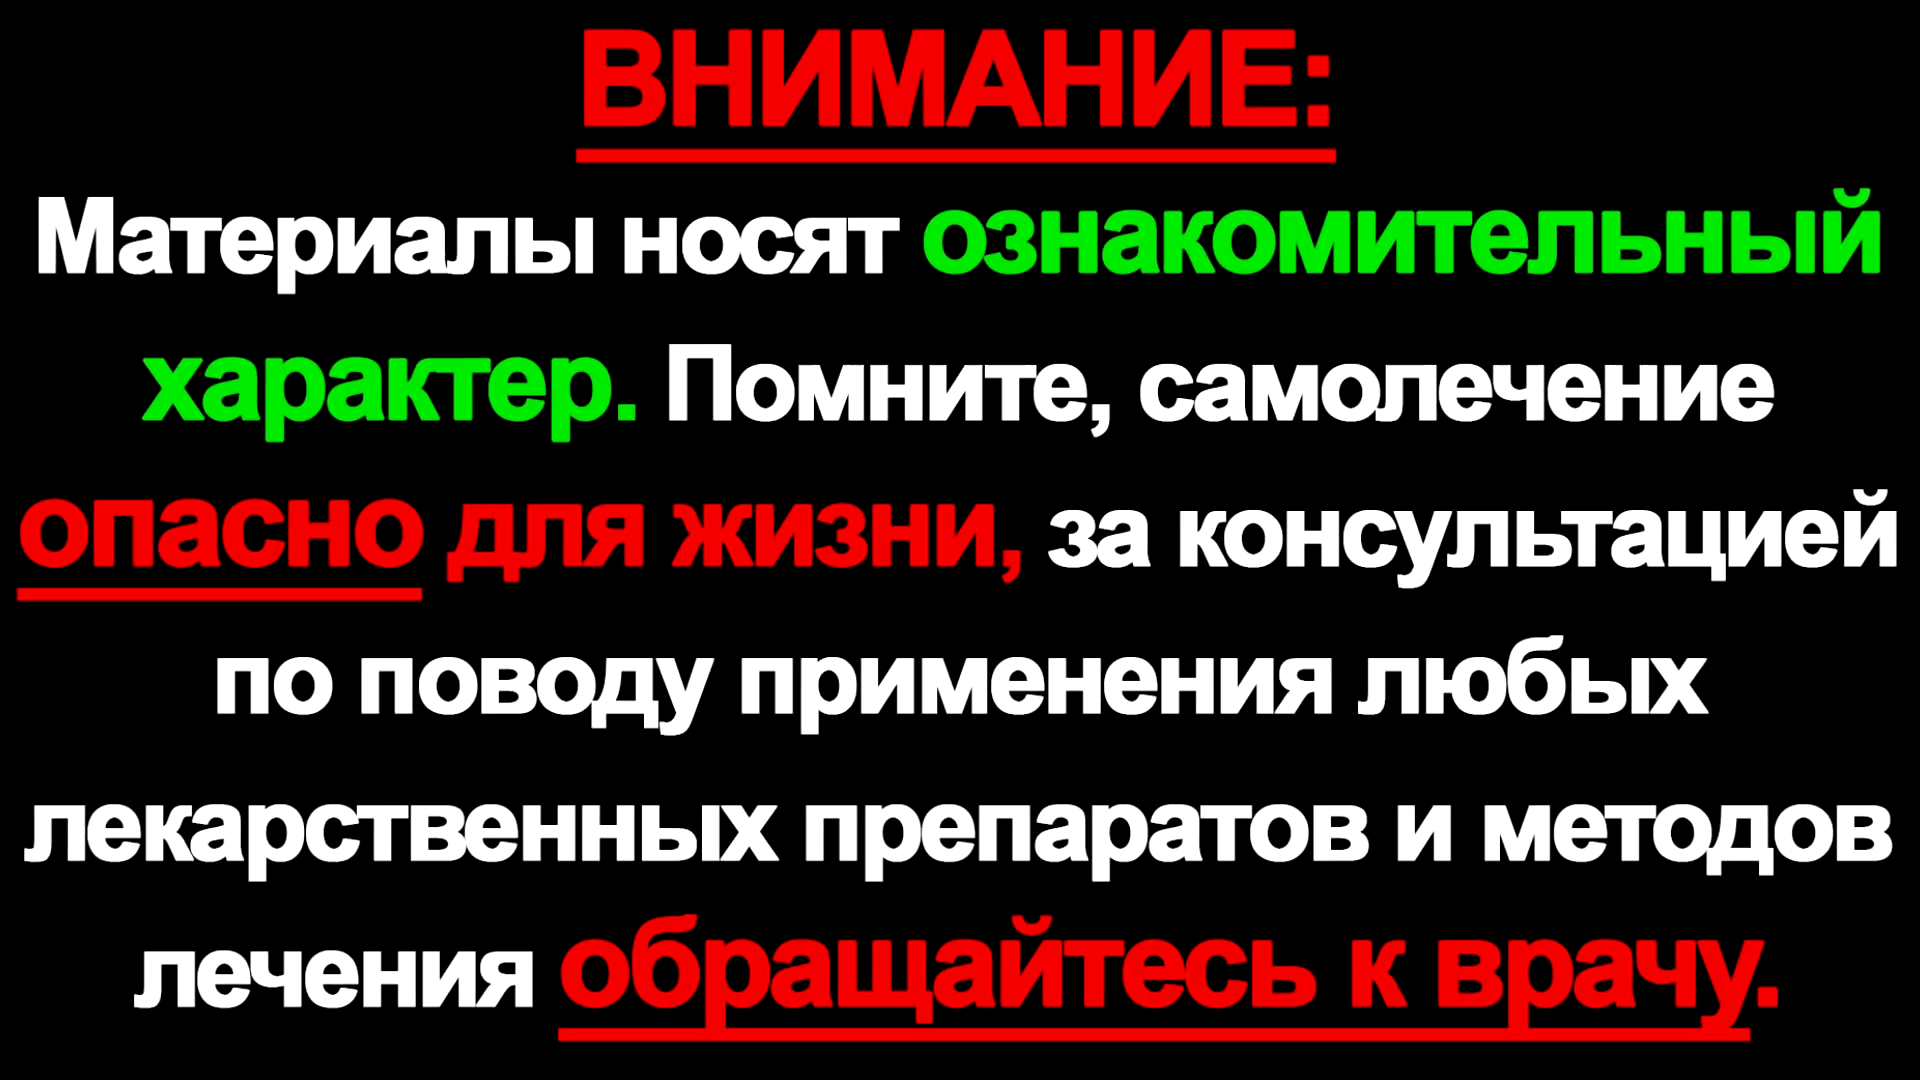 ВНИМАНИЕ:
Материалы носят ознакомительный
характер. Помните, самолечение
опасно для жизни, за консультацией
по поводу применения любых
лекарственных препаратов и методов
лечения обращайтесь к врачу.